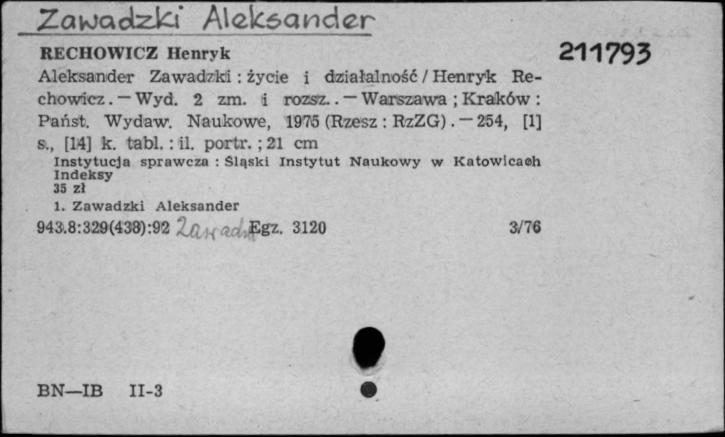 Zawadzki Aleksander
RECHOWICZ Henryk
211793
Aleksander Zawadzki : życie i działalność / Henryk Re-
chowicz. — Wyd. 2 zm. i rozsz.. — Warszawa ; Kraków :
Państ. Wydaw. Naukowe, 1975 (Rzesz : RzZG). — 254, [1]
s., [14] k. tabl. : il. portr. ; 21 cm
Instytucja sprawcza : Śląski Instytut Naukowy w Katowicach
Indeksy
35 zł
1. Zawadzki Aleksander
943.8:329(438):92 Zawadzki Egz. 3120 3/76
BN—IB II-3